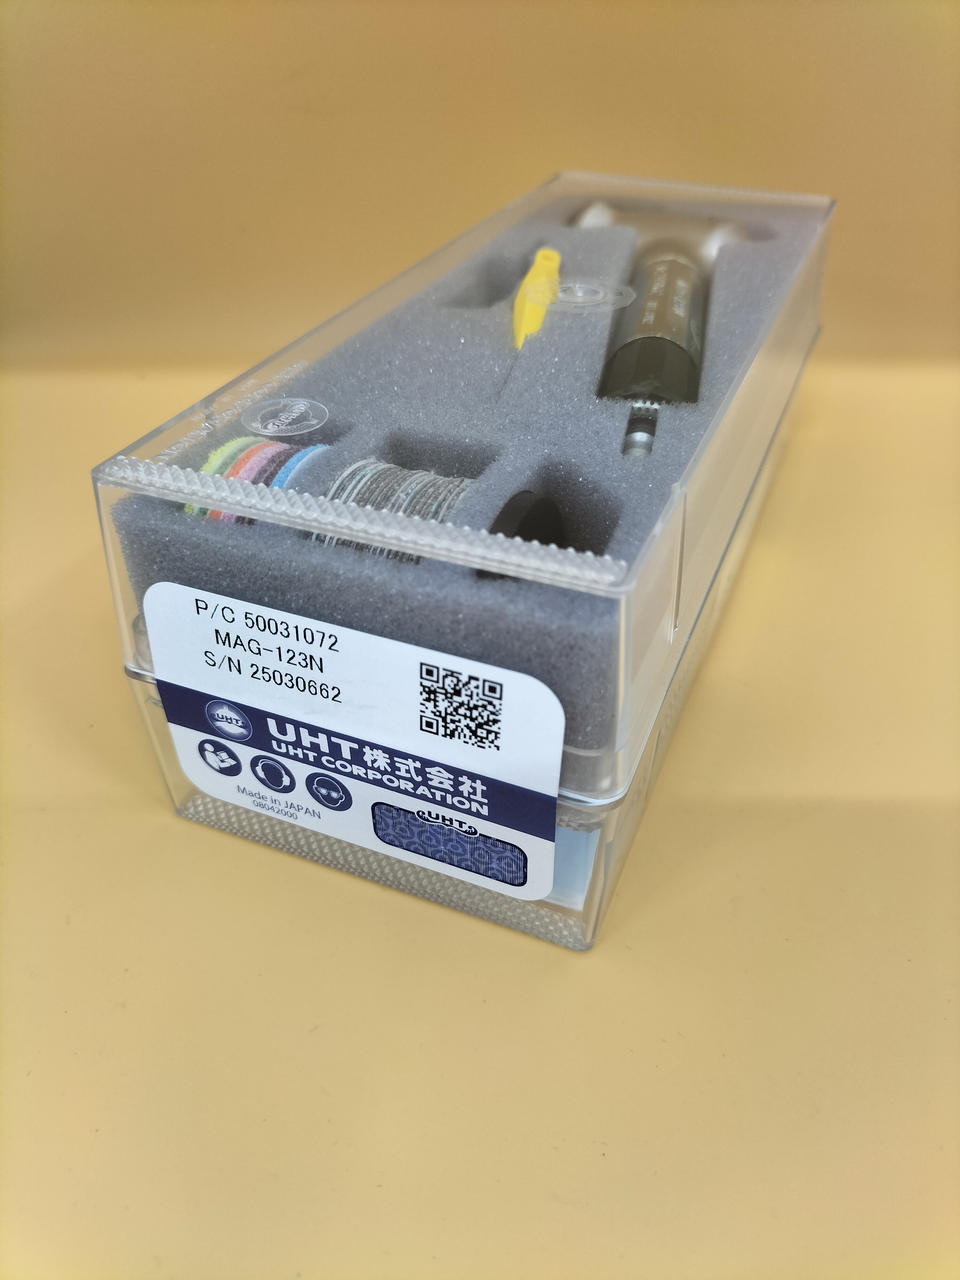 P/C 50031072
MAG-123N
S/N 25030662
UHT
UHT株式会社
UHT CORPORATION
Made in JAPAN
08042000
UHT